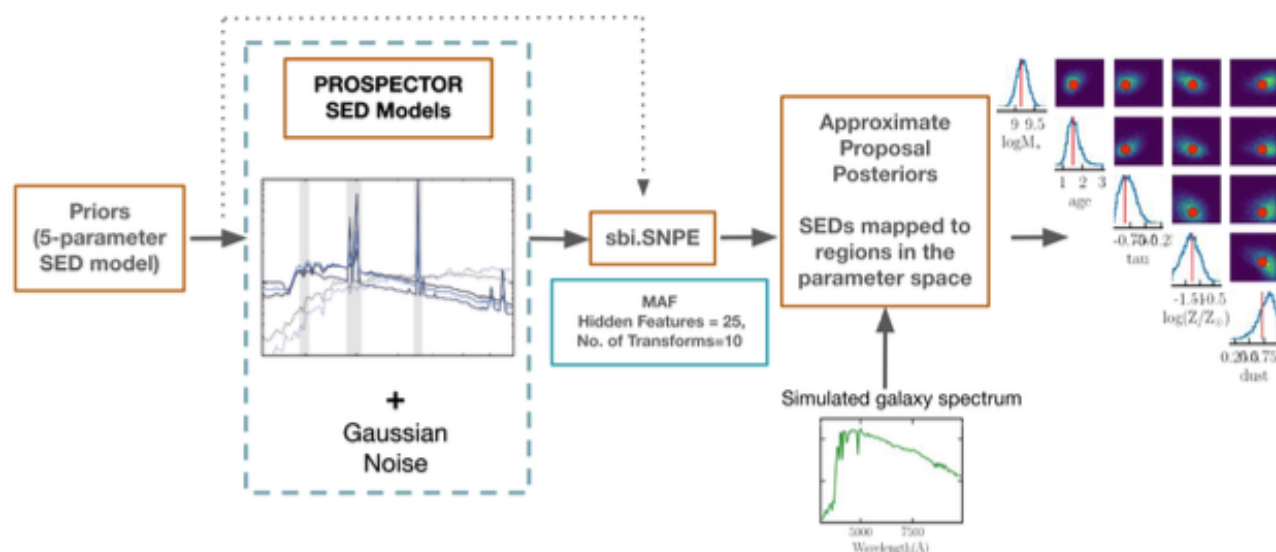 Priors
(5-parameter
SED model)
PROSPECTOR
SED Models
+
Gaussian
Noise
sbi.SNPE
MAF
Hidden Features = 25,
No. of Transforms=10
Approximate
Proposal
Posteriors
SEDs mapped to
regions in the
parameter space
Simulated galaxy spectrum
5000 7500
Wavelength(Å)
9 9.5
logM*
1 2 3
age
tau
log(Z/Z⊙)
dust